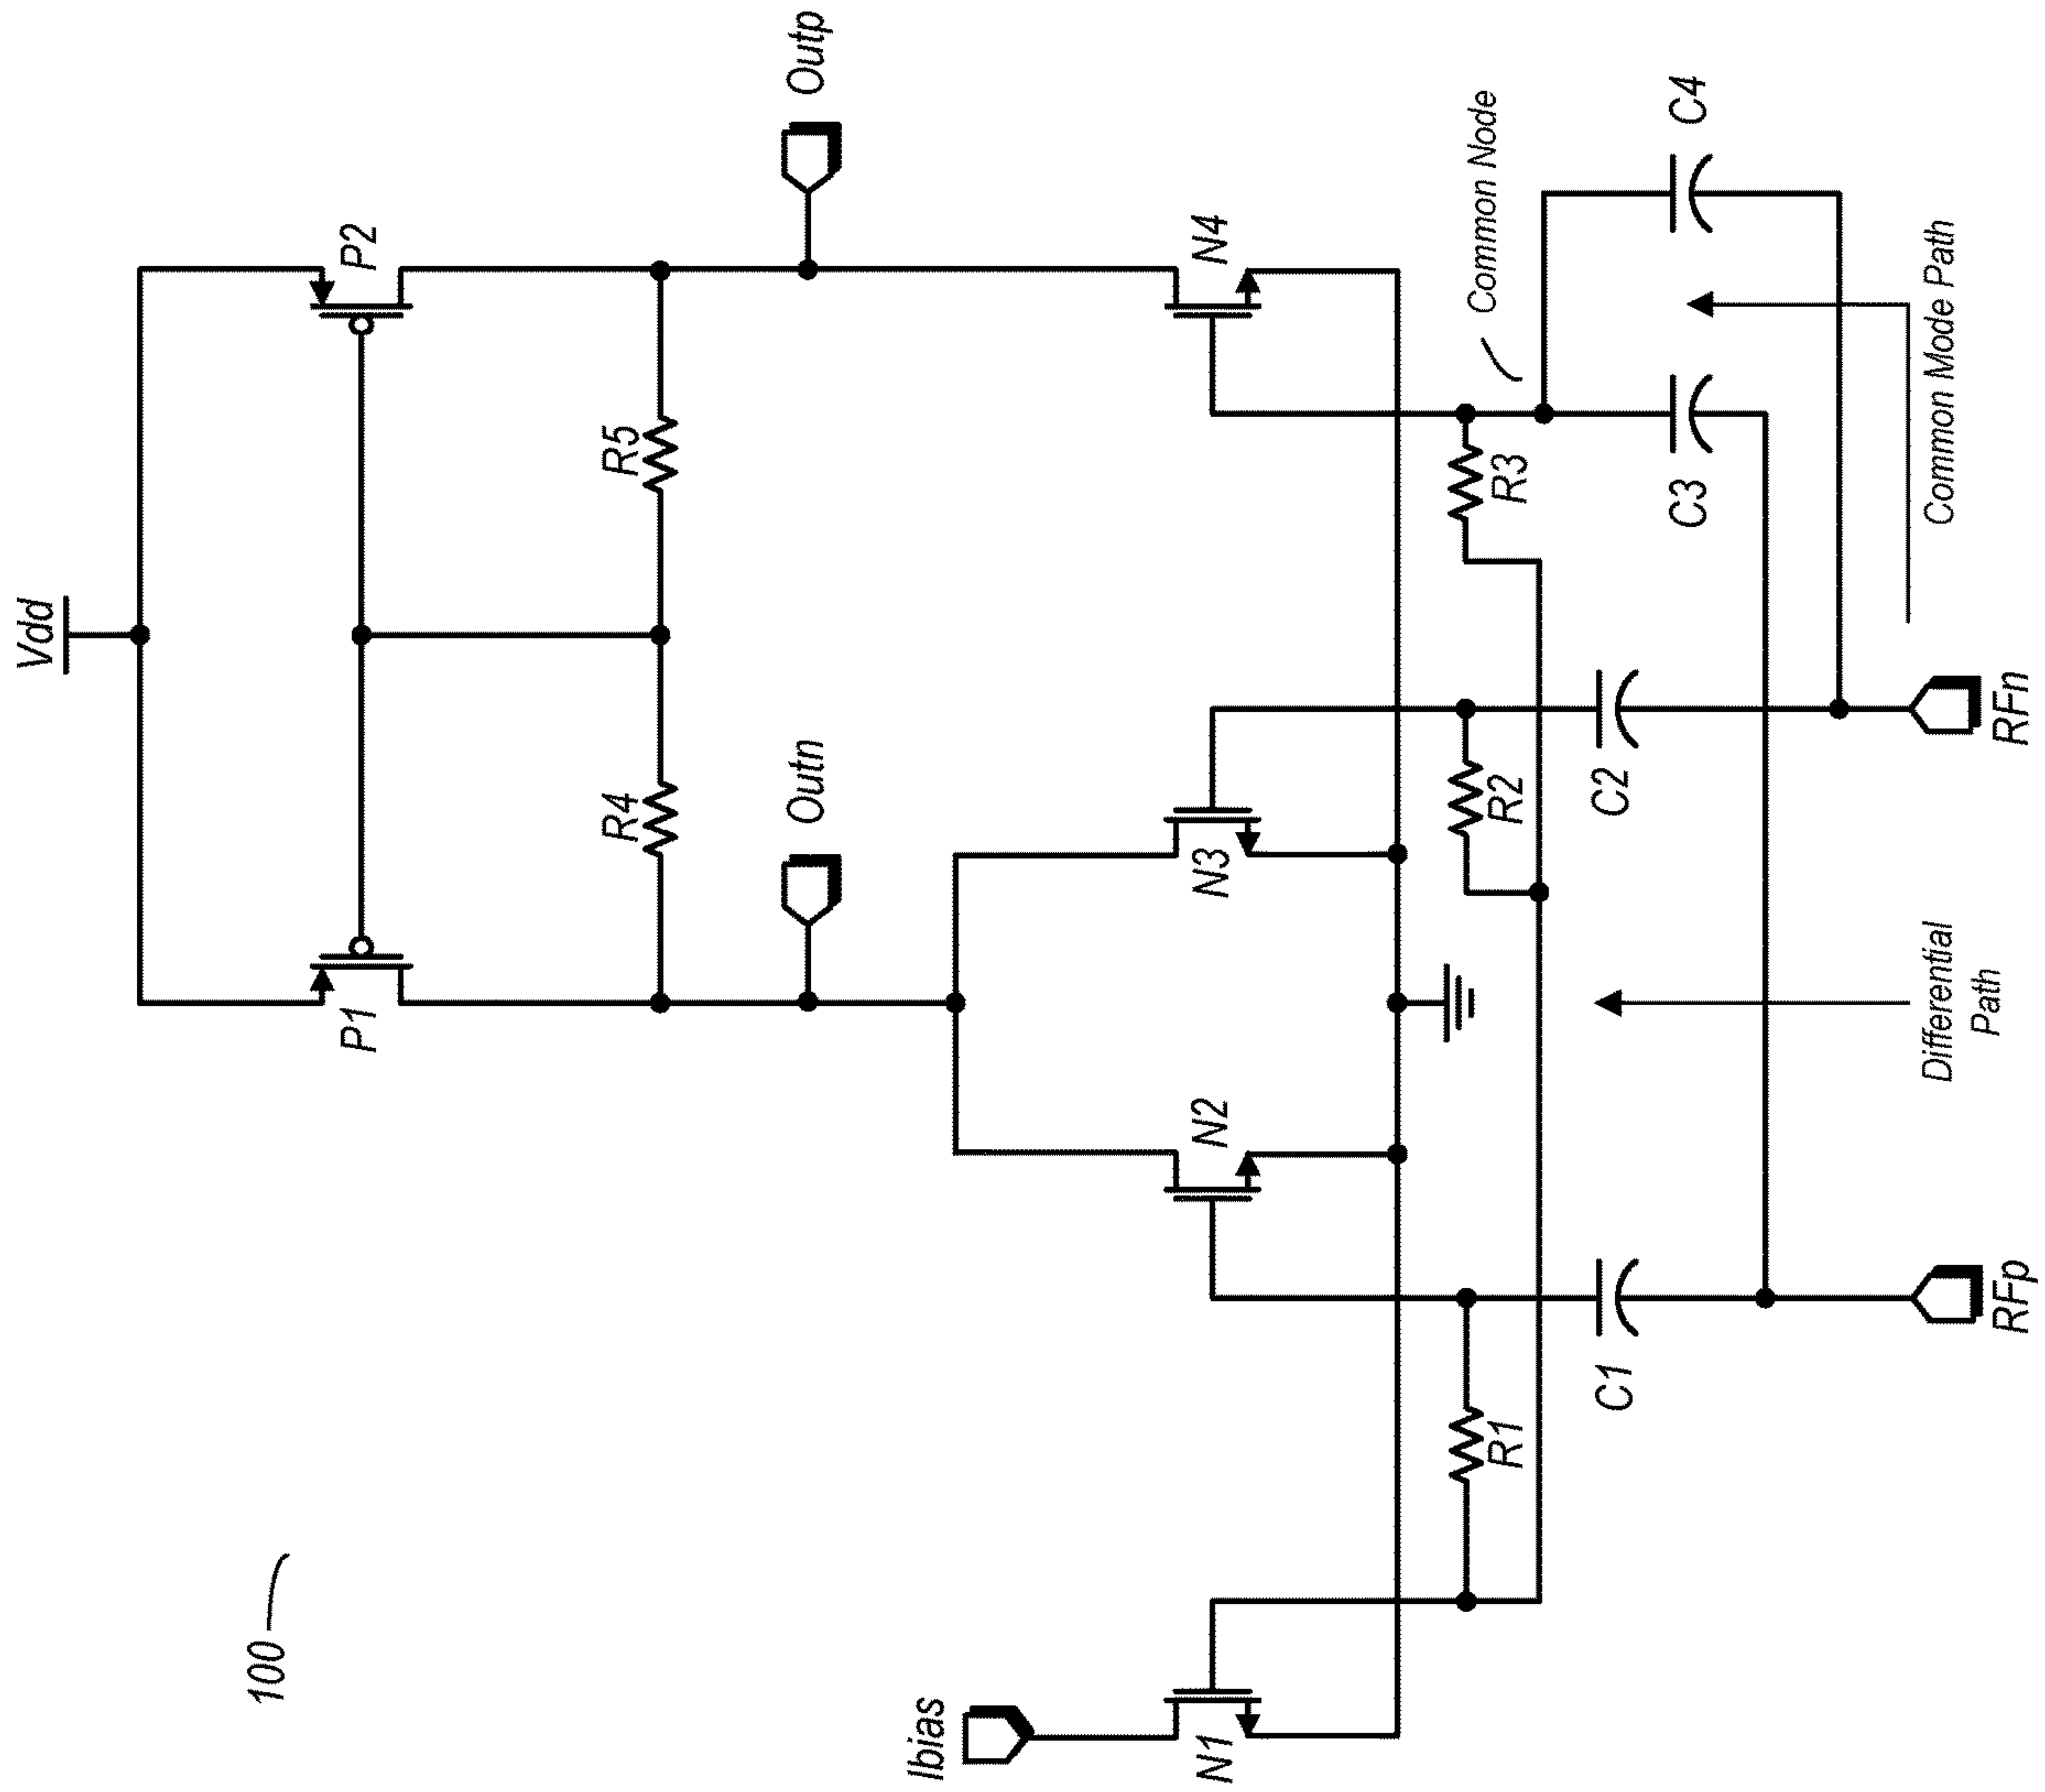 Vdd
P1
P2
R4
R5
Outn
Outp
Ibias
N1
N2
N3
N4
R1
R2
R3
Common Node
C1
C2
C3
C4
RFp
RFn
Differential
Path
Common Mode Path
100